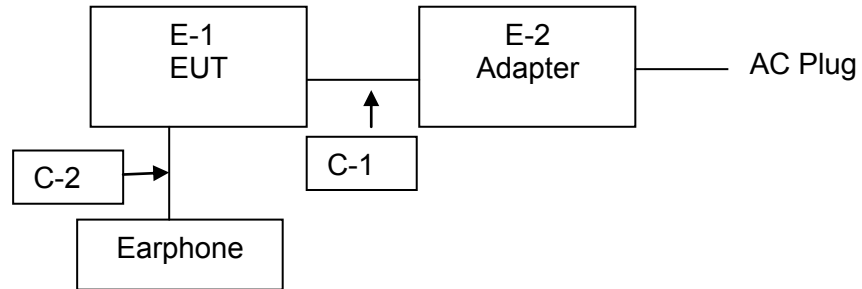 E-1
EUT
E-2
Adapter
AC Plug
C-1
C-2
Earphone